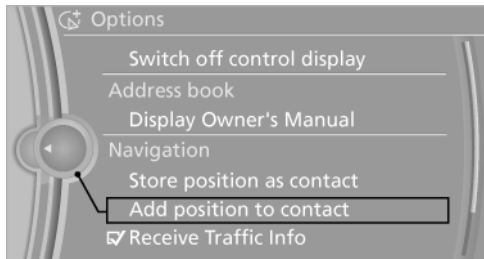 Options
Switch off control display
Address book
Display Owner's Manual
Navigation
Store position as contact
Add position to contact
Receive Traffic Info